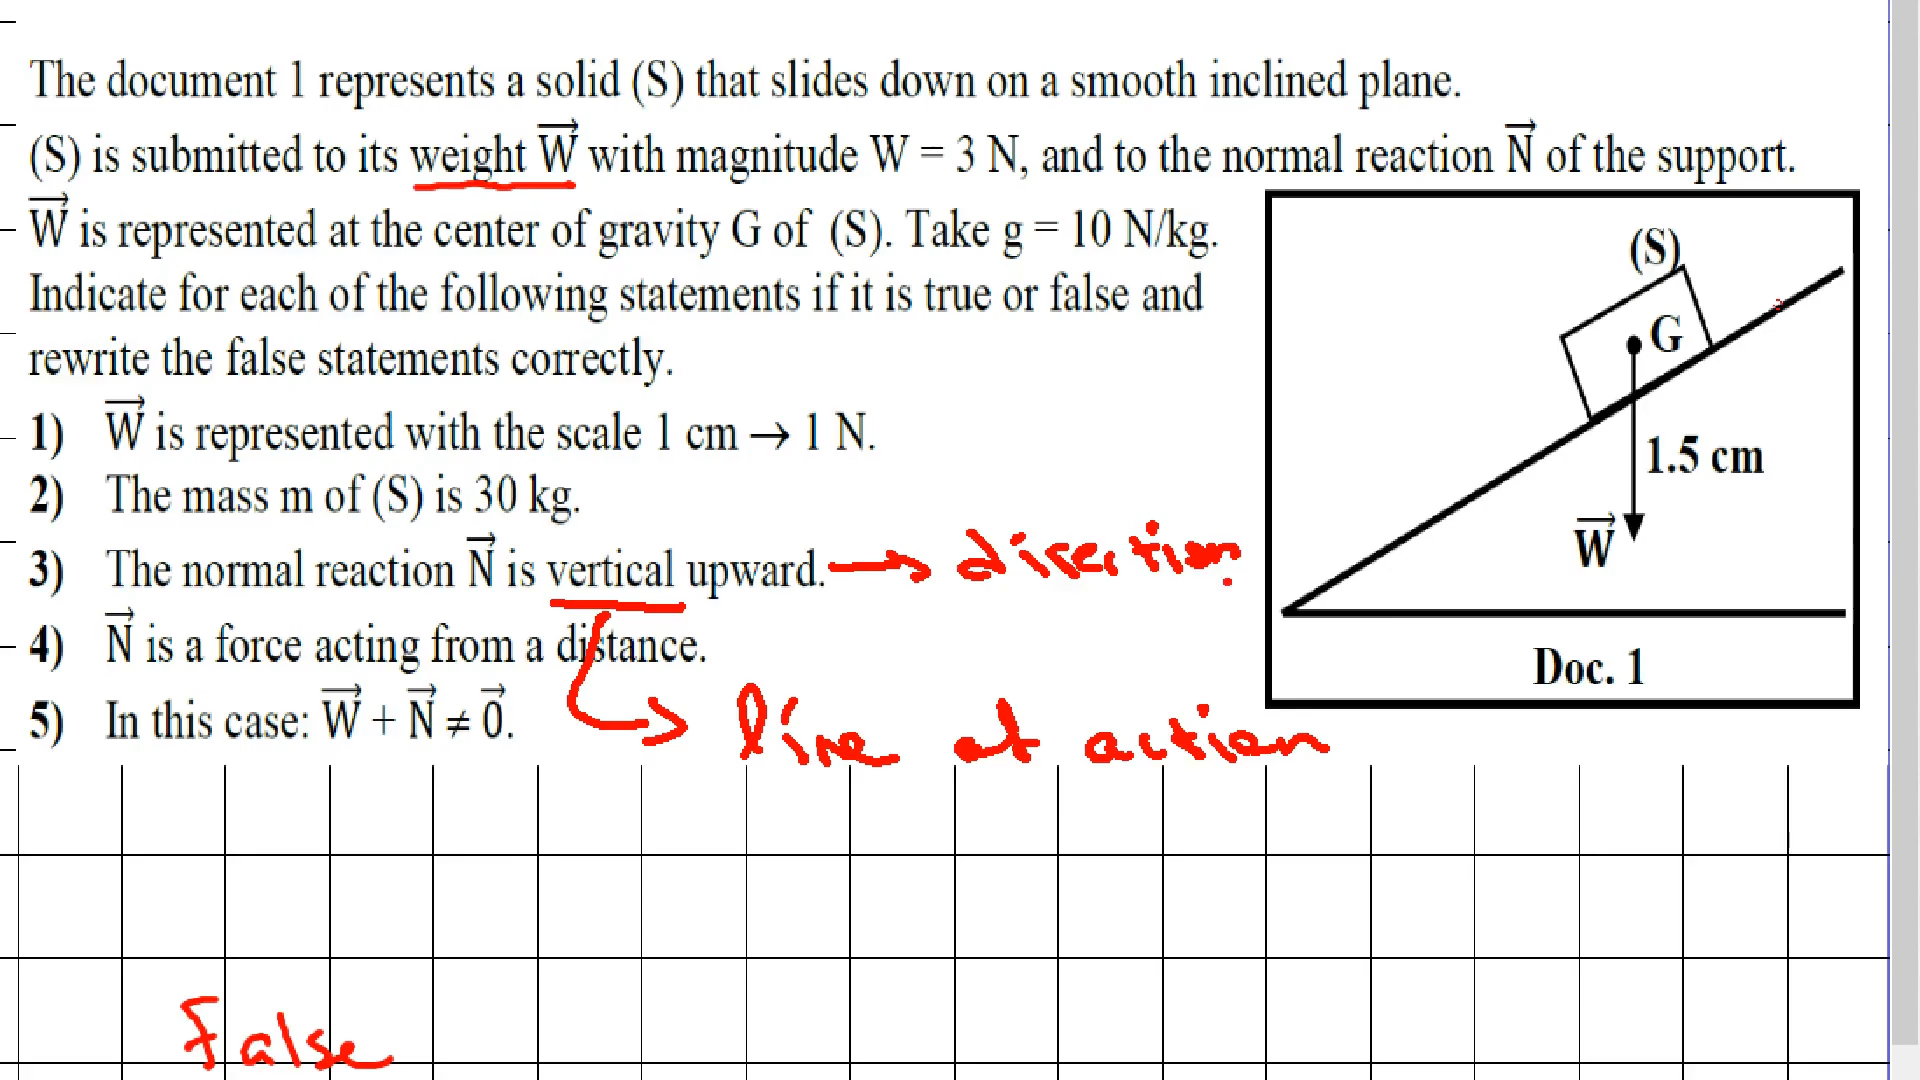 The document 1 represents a solid (S) that slides down on a smooth inclined plane.
(S) is submitted to its weight W⃗ with magnitude W = 3 N, and to the normal reaction N⃗ of the support.
W⃗ is represented at the center of gravity G of (S). Take g = 10 N/kg.
Indicate for each of the following statements if it is true or false and
rewrite the false statements correctly.
1) W⃗ is represented with the scale 1 cm → 1 N.
2) The mass m of (S) is 30 kg.
3) The normal reaction N⃗ is vertical upward. → direction
4) N⃗ is a force acting from a distance.
5) In this case: W⃗ + N⃗ ≠ 0⃗.
line of action
(S)
G
1.5 cm
W⃗
Doc. 1
False